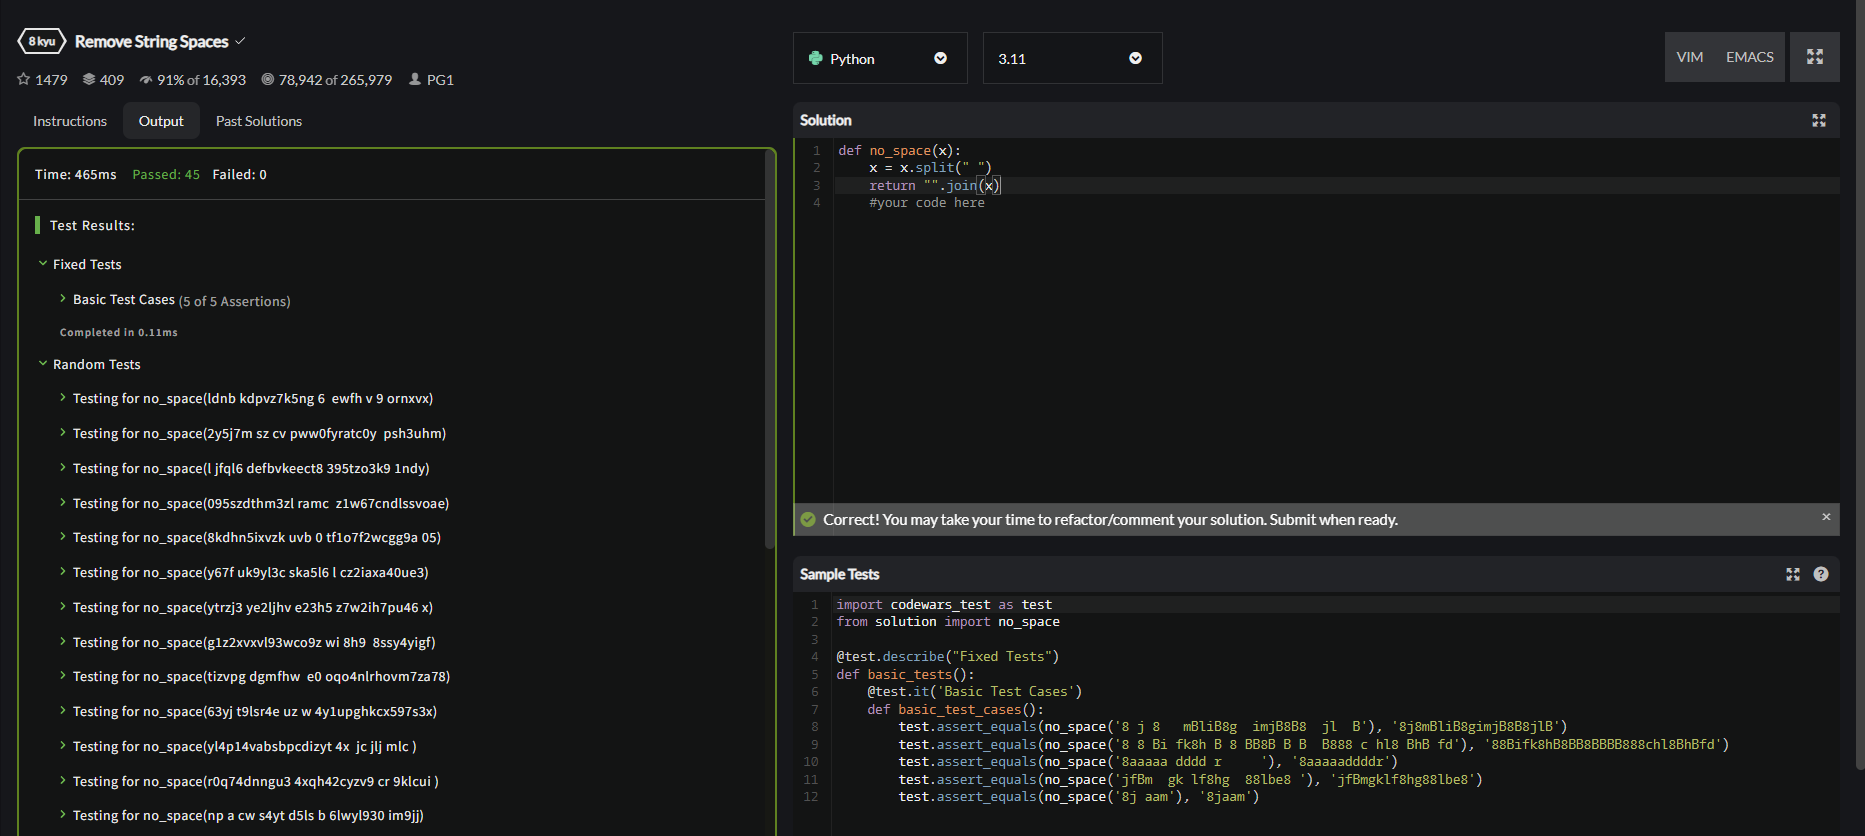 8 kyu Remove String Spaces
1479 409 91% of 16,393 78,942 of 265,979 PG1
Instructions Output Past Solutions
Time: 465ms Passed: 45 Failed: 0
Test Results:
Fixed Tests
Basic Test Cases (5 of 5 Assertions)
Completed in 0.11ms
Random Tests
Testing for no_space(ldnb kdpvz7k5ng 6  ewfh v 9 ornxvx)
Testing for no_space(2y5j7m sz cv pww0fyratc0y  psh3uhm)
Testing for no_space(l jfql6 defbvkeect8 395tzo3k9 1ndy)
Testing for no_space(095szdthm3zl ramc  z1w67cndlssvoae)
Testing for no_space(8kdhn5ixvzk uvb 0 tf1o7f2wcgg9a 05)
Testing for no_space(y67f uk9yl3c ska5l6 l cz2iaxa40ue3)
Testing for no_space(ytrzj3 ye2ljhv e23h5 z7w2ih7pu46 x)
Testing for no_space(g1z2xvxvl93wco9z wi 8h9  8ssy4yigf)
Testing for no_space(tizvpg dgmfhw  e0 oqo4nlrhovm7za78)
Testing for no_space(63yj t9lsr4e uz w 4y1upghkcx597s3x)
Testing for no_space(yl4p14vabsbpcdizyt 4x  jc jlj mlc )
Testing for no_space(r0q74dnngu3 4xqh42cyzv9 cr 9klcui )
Testing for no_space(np a cw s4yt d5ls b 6lwyl930 im9jj)
Python 3.11 VIM EMACS
Solution
1 def no_space(x):
2     x = x.split(" ")
3     return "".join(x)
4     #your code here
Correct! You may take your time to refactor/comment your solution. Submit when ready. ×
Sample Tests ?
1 import codewars_test as test
2 from solution import no_space
3
4 @test.describe("Fixed Tests")
5 def basic_tests():
6     @test.it('Basic Test Cases')
7     def basic_test_cases():
8         test.assert_equals(no_space('8 j 8   mBliB8g  imjB8B8  jl  B'), '8j8mBliB8gimjB8B8jlB')
9         test.assert_equals(no_space('8 8 Bi fk8h B 8 BB8B B B  B888 c hl8 BhB fd'), '88Bifk8hB8BB8BBBB888chl8BhBfd')
10         test.assert_equals(no_space('8aaaaa dddd r     '), '8aaaaaddddr')
11         test.assert_equals(no_space('jfBm  gk lf8hg  88lbe8 '), 'jfBmgklf8hg88lbe8')
12         test.assert_equals(no_space('8j aam'), '8jaam')